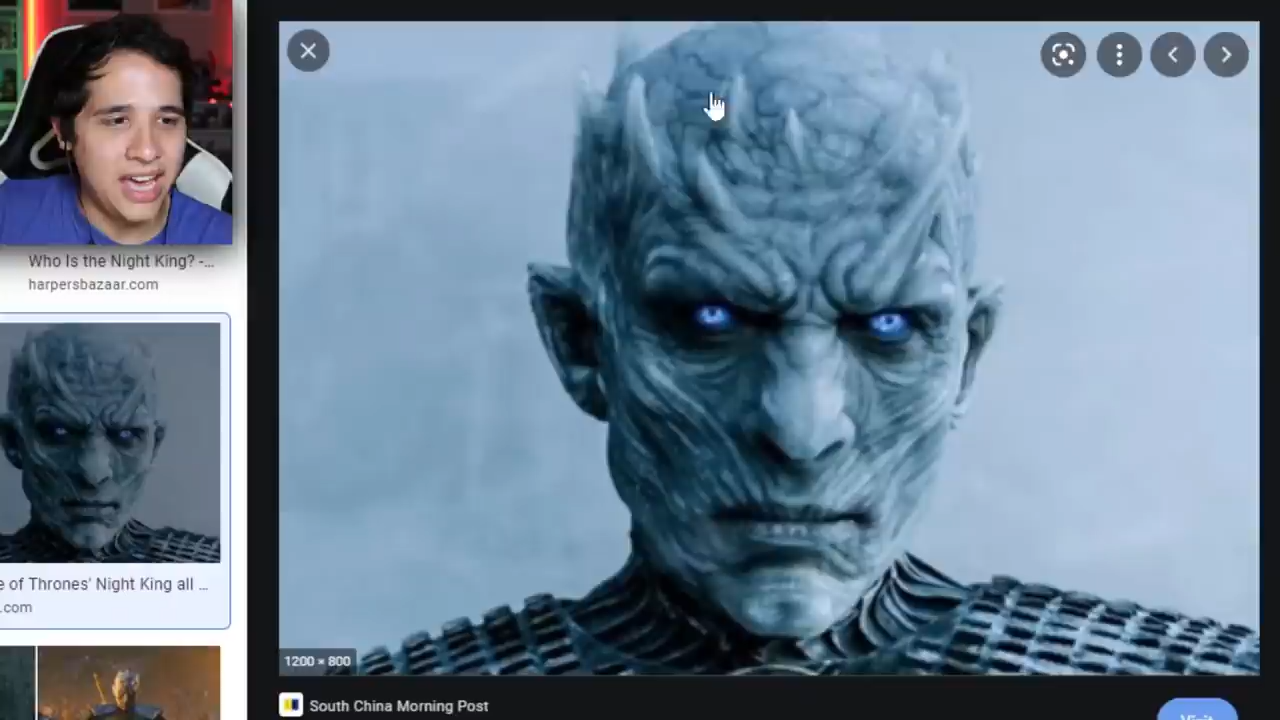 Who Is the Night King? -...
harpersbazaar.com
e of Thrones' Night King all ...
.com
1200 × 800
South China Morning Post
Visit